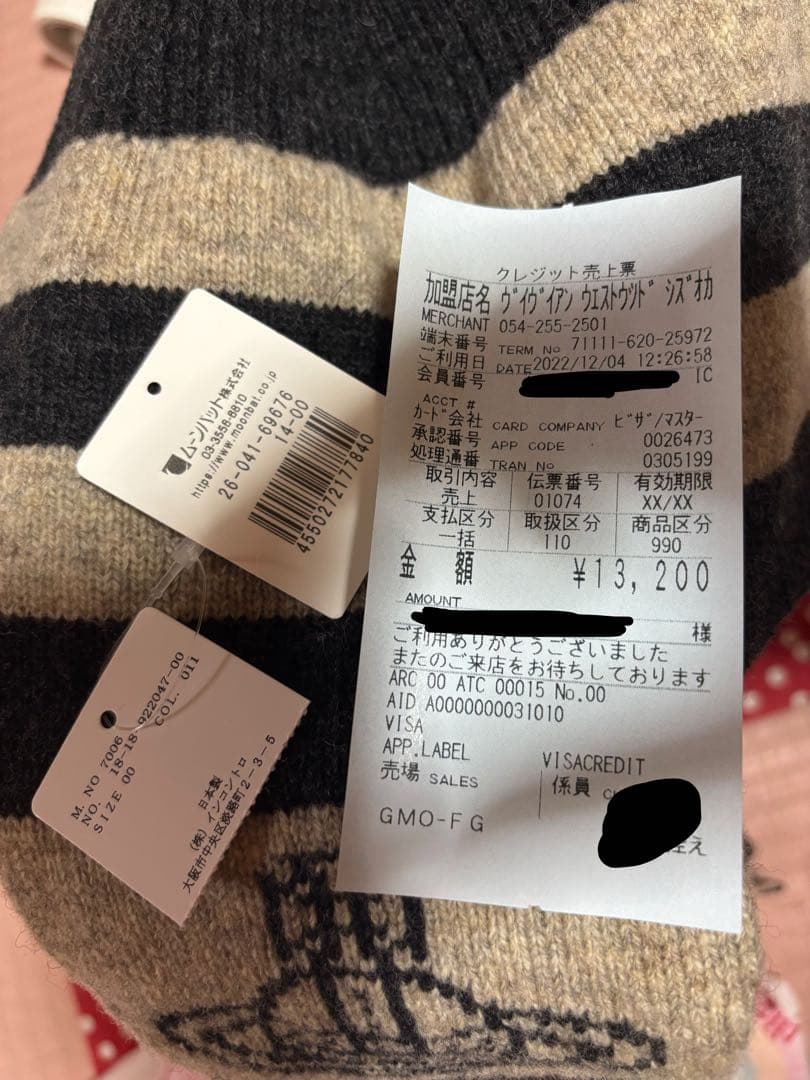 クレジット売上票
加盟店名 ヴィヴィアン ウェストウッド シズオカ
MERCHANT 054-255-2501
端末番号 TERM No 71111-620-25972
ご利用日 DATE 2022/12/04 12:26:58
会員番号 IC
ACCT #
カード会社 CARD COMPANY ビザ/マスター
承認番号 APP CODE 0026473
処理通番 TRAN No 0305199
取引内容 伝票番号 有効期限
売上 01074 XX/XX
支払区分 取扱区分 商品区分
一括 110 990
金 額 ¥13,200
AMOUNT
様
ご利用ありがとうございました
またのご来店をお待ちしております
ARC 00 ATC 00015 No.00
AID A0000000031010
VISA
APP.LABEL VISACREDIT
売場 SALES 係員
GMO-FG
ムーンバット株式会社
03-3556-8810
https://www.moonbat.co.jp
26-041-69676
14-00
4550272177840
M. NO 7006
NO. 18-18 922047-00
SIZE 00 COL. 011
日本製
(株) インコントロ
大阪市中央区淡路町2-3-5